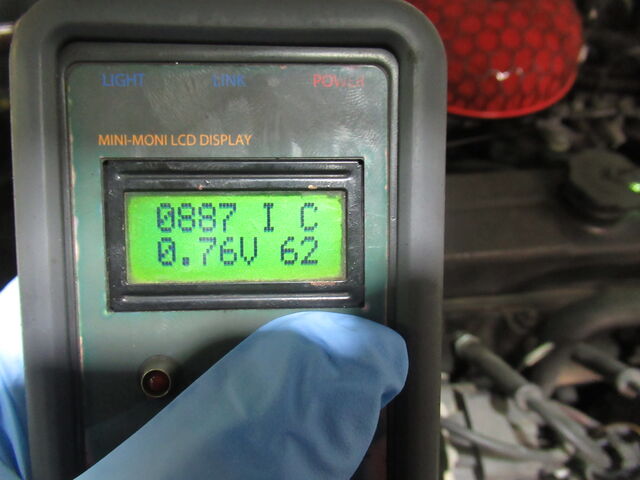 LIGHT LINK POWER
MINI-MONI LCD DISPLAY
0887 I C
0.76V 62